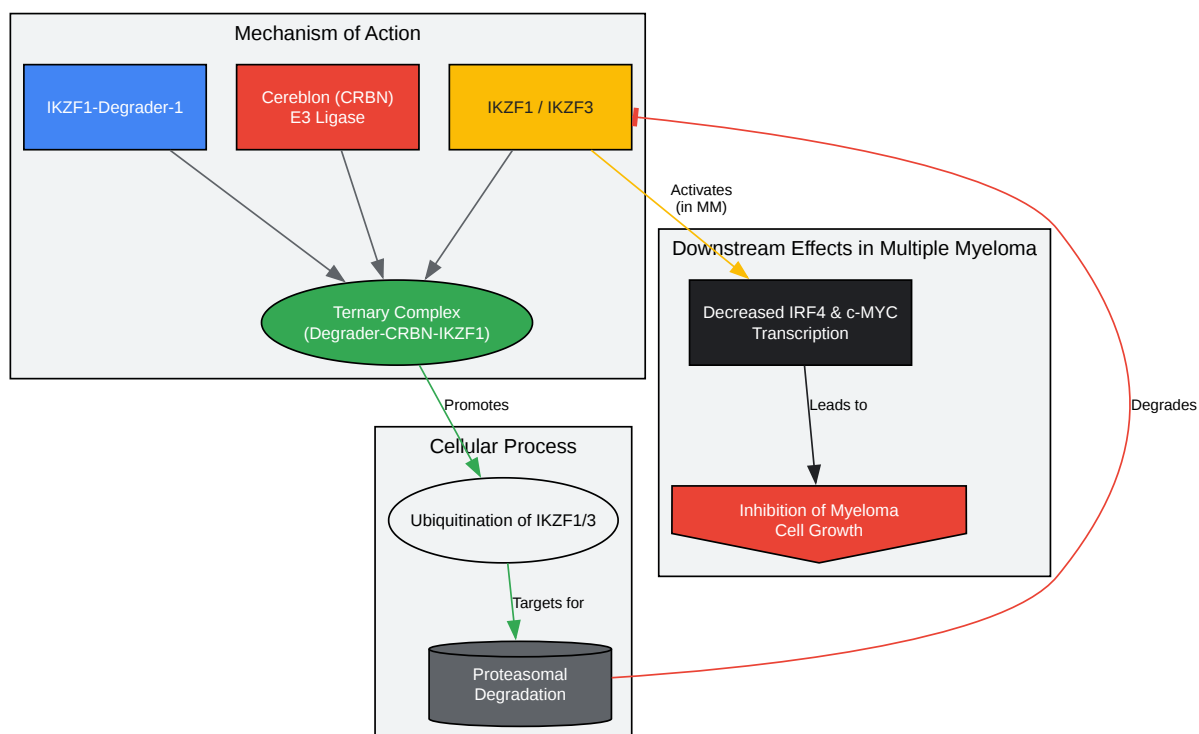 Mechanism of Action
IKZF1-Degrader-1
Cereblon (CRBN)
E3 Ligase
IKZF1 / IKZF3
Activates
(in MM)
Ternary Complex
(Degrader-CRBN-IKZF1)
Downstream Effects in Multiple Myeloma
Decreased IRF4 & c-MYC
Transcription
Promotes
Leads to
Degrades
Cellular Process
Ubiquitination of IKZF1/3
Inhibition of Myeloma
Cell Growth
Targets for
Proteasomal
Degradation